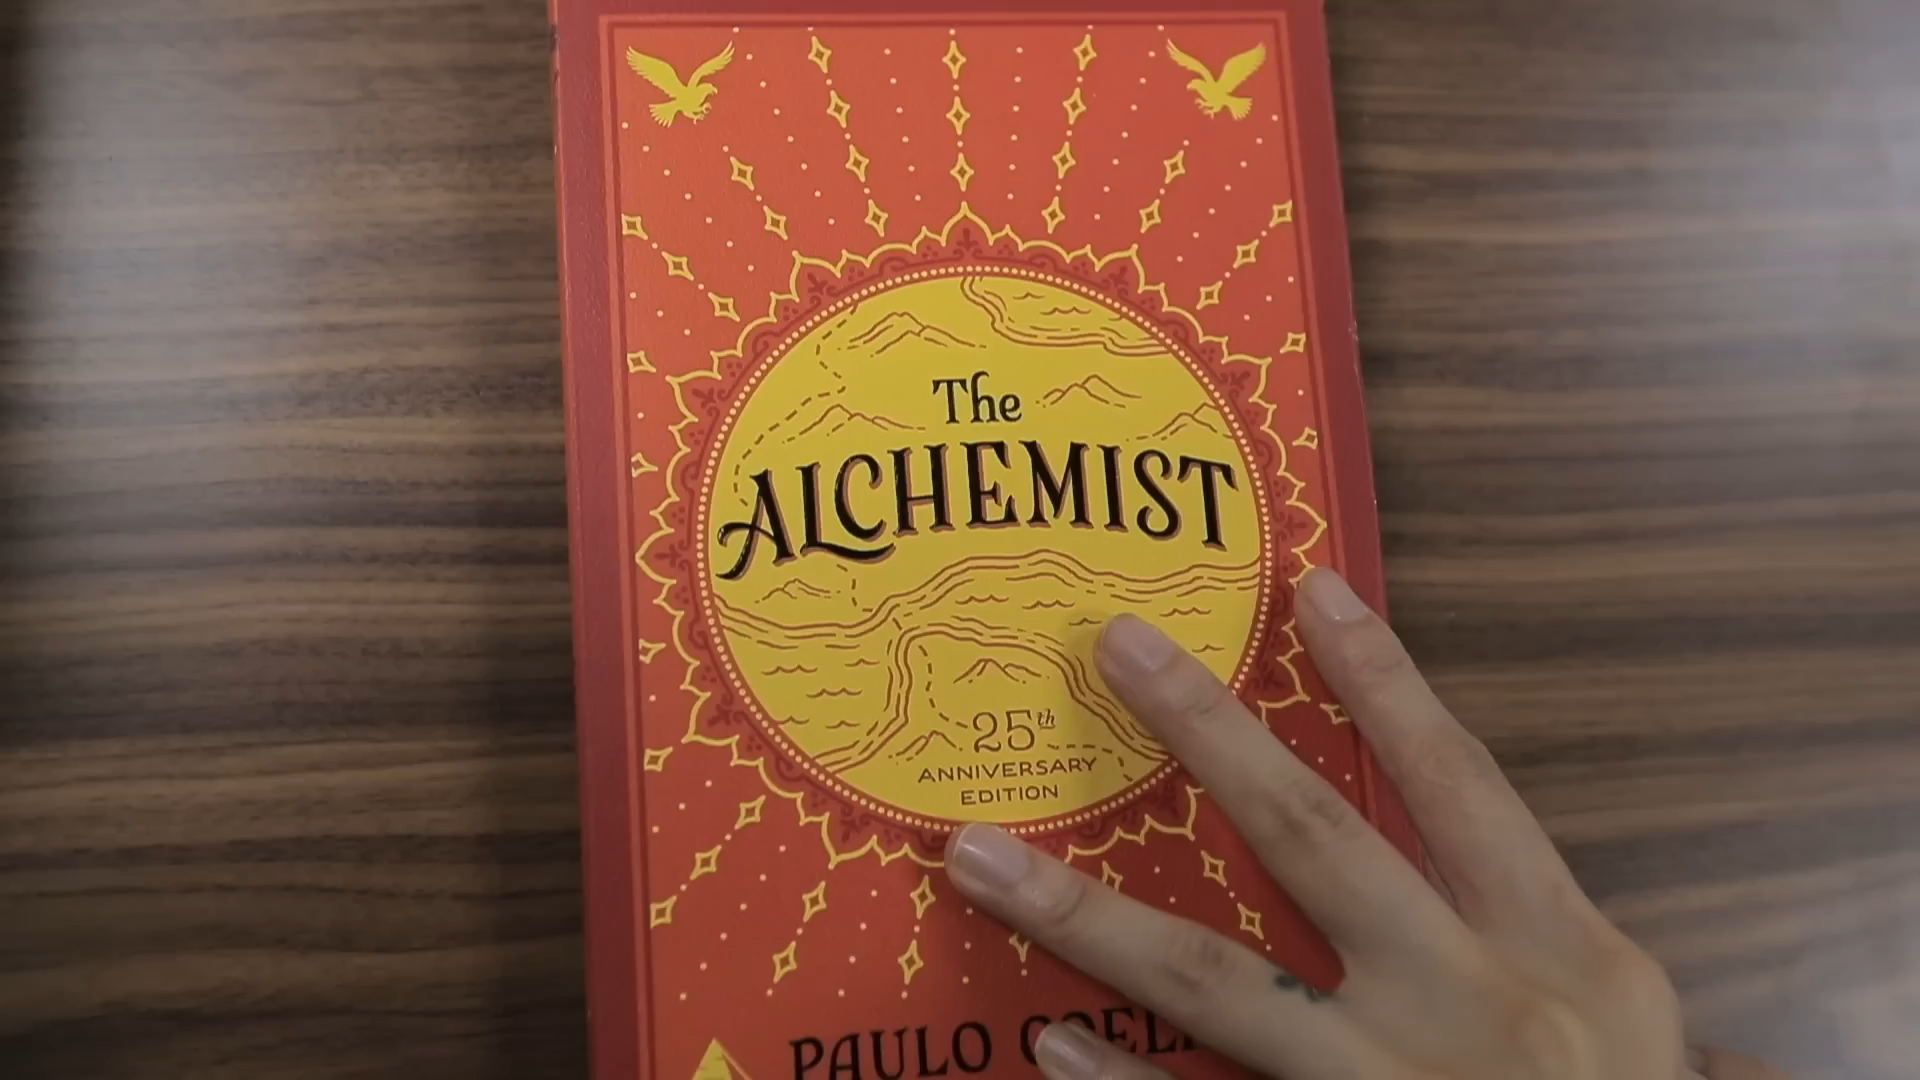 The
ALCHEMIST
25th
ANNIVERSARY
EDITION
PAULO